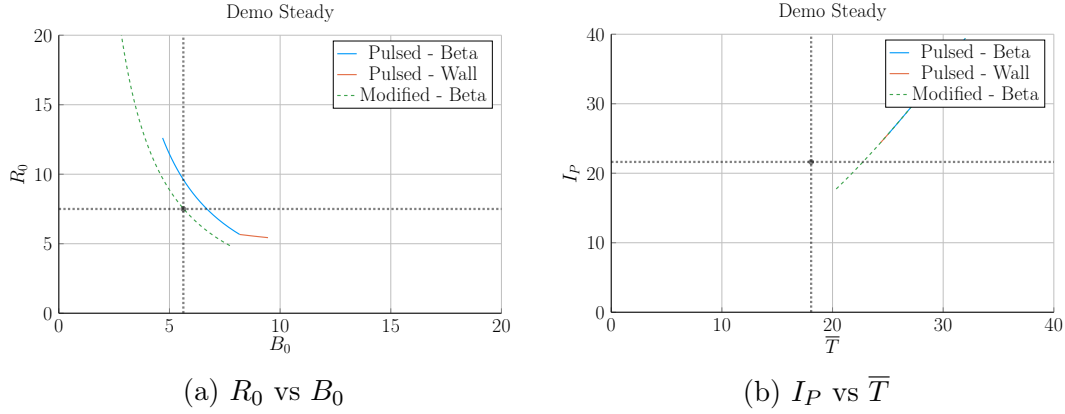 Demo Steady
20
15
10
5
0
R₀
0
5
10
15
20
B₀
Pulsed - Beta
Pulsed - Wall
Modified - Beta
(a) R₀ vs B₀
Demo Steady
40
30
20
10
0
I_P
0
10
20
30
40
T̅
Pulsed - Beta
Pulsed - Wall
Modified - Beta
(b) I_P vs T̅